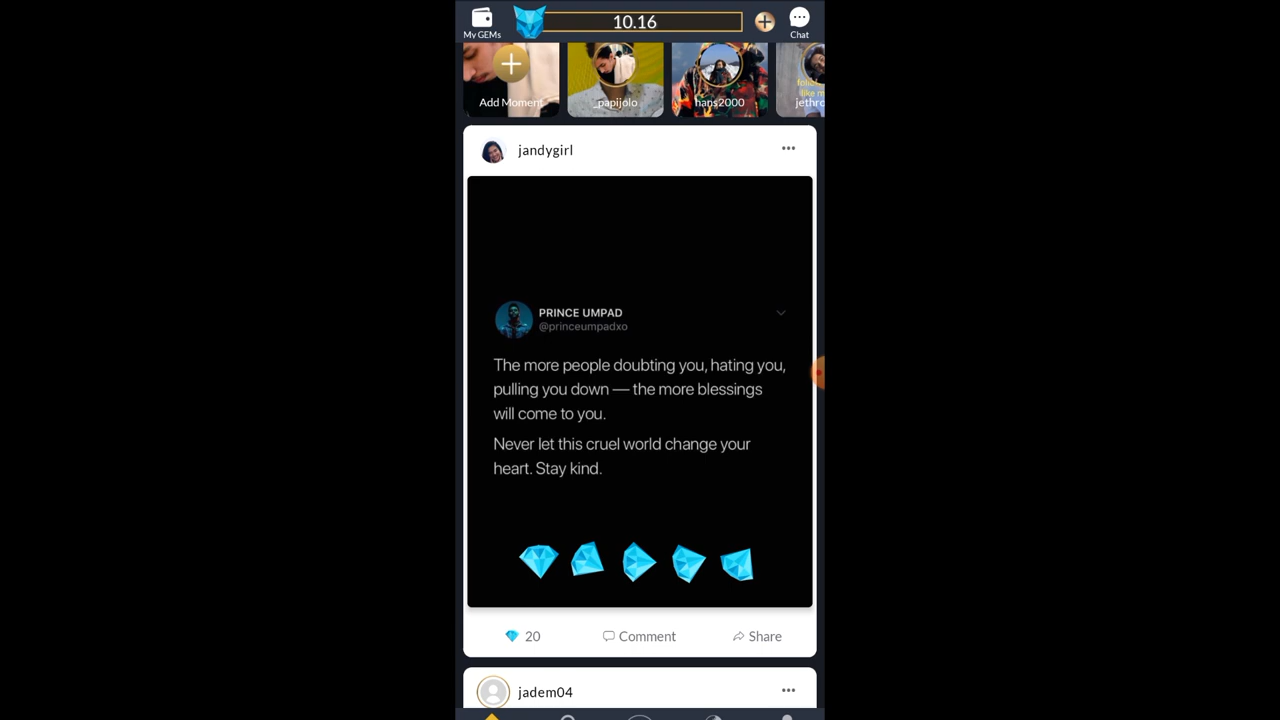 My GEMs
10.16
Chat
Add Moment
_papijolo
hans2000
jethro
jandygirl
PRINCE UMPAD
@princeumpadxo
The more people doubting you, hating you,
pulling you down — the more blessings
will come to you.
Never let this cruel world change your
heart. Stay kind.
20
Comment
Share
jadem04